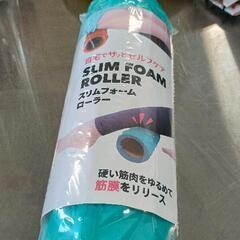 自宅でサッとセルフケア
SLIM FOAM
ROLLER
スリムフォーム
ローラー
硬い筋肉をゆるめて
筋膜をリリース